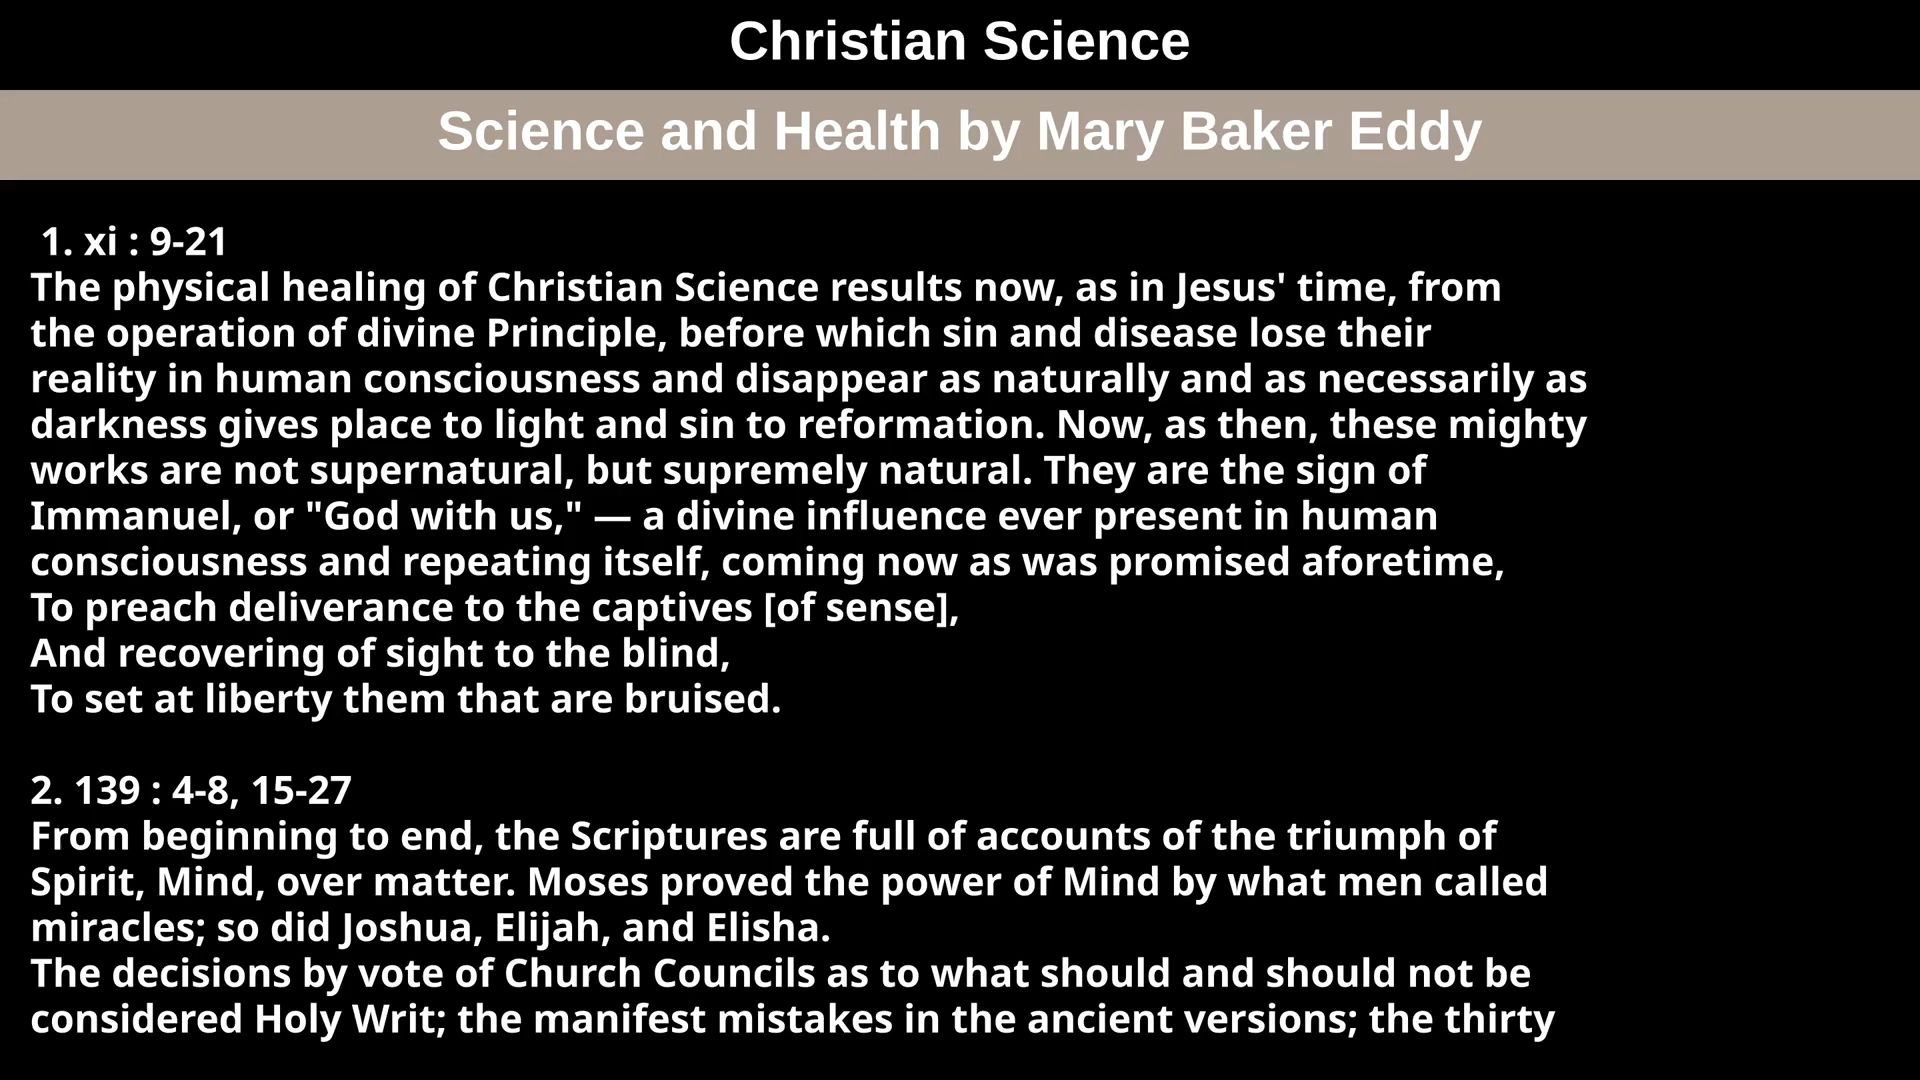 Christian Science
Science and Health by Mary Baker Eddy
1. xi : 9-21
The physical healing of Christian Science results now, as in Jesus' time, from
the operation of divine Principle, before which sin and disease lose their
reality in human consciousness and disappear as naturally and as necessarily as
darkness gives place to light and sin to reformation. Now, as then, these mighty
works are not supernatural, but supremely natural. They are the sign of
Immanuel, or "God with us," — a divine influence ever present in human
consciousness and repeating itself, coming now as was promised aforetime,
To preach deliverance to the captives [of sense],
And recovering of sight to the blind,
To set at liberty them that are bruised.
2. 139 : 4-8, 15-27
From beginning to end, the Scriptures are full of accounts of the triumph of
Spirit, Mind, over matter. Moses proved the power of Mind by what men called
miracles; so did Joshua, Elijah, and Elisha.
The decisions by vote of Church Councils as to what should and should not be
considered Holy Writ; the manifest mistakes in the ancient versions; the thirty